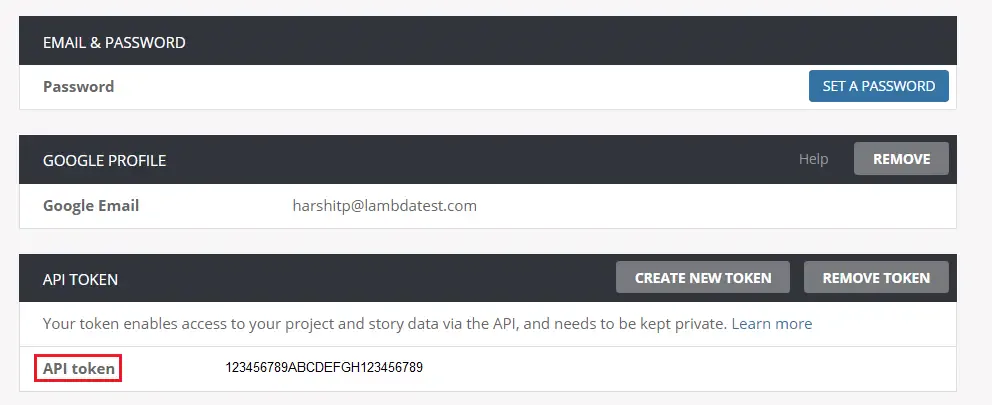 EMAIL & PASSWORD
Password SET A PASSWORD
GOOGLE PROFILE Help REMOVE
Google Email harshitp@lambdatest.com
API TOKEN CREATE NEW TOKEN REMOVE TOKEN
Your token enables access to your project and story data via the API, and needs to be kept private. Learn more
API token 123456789ABCDEFGH123456789